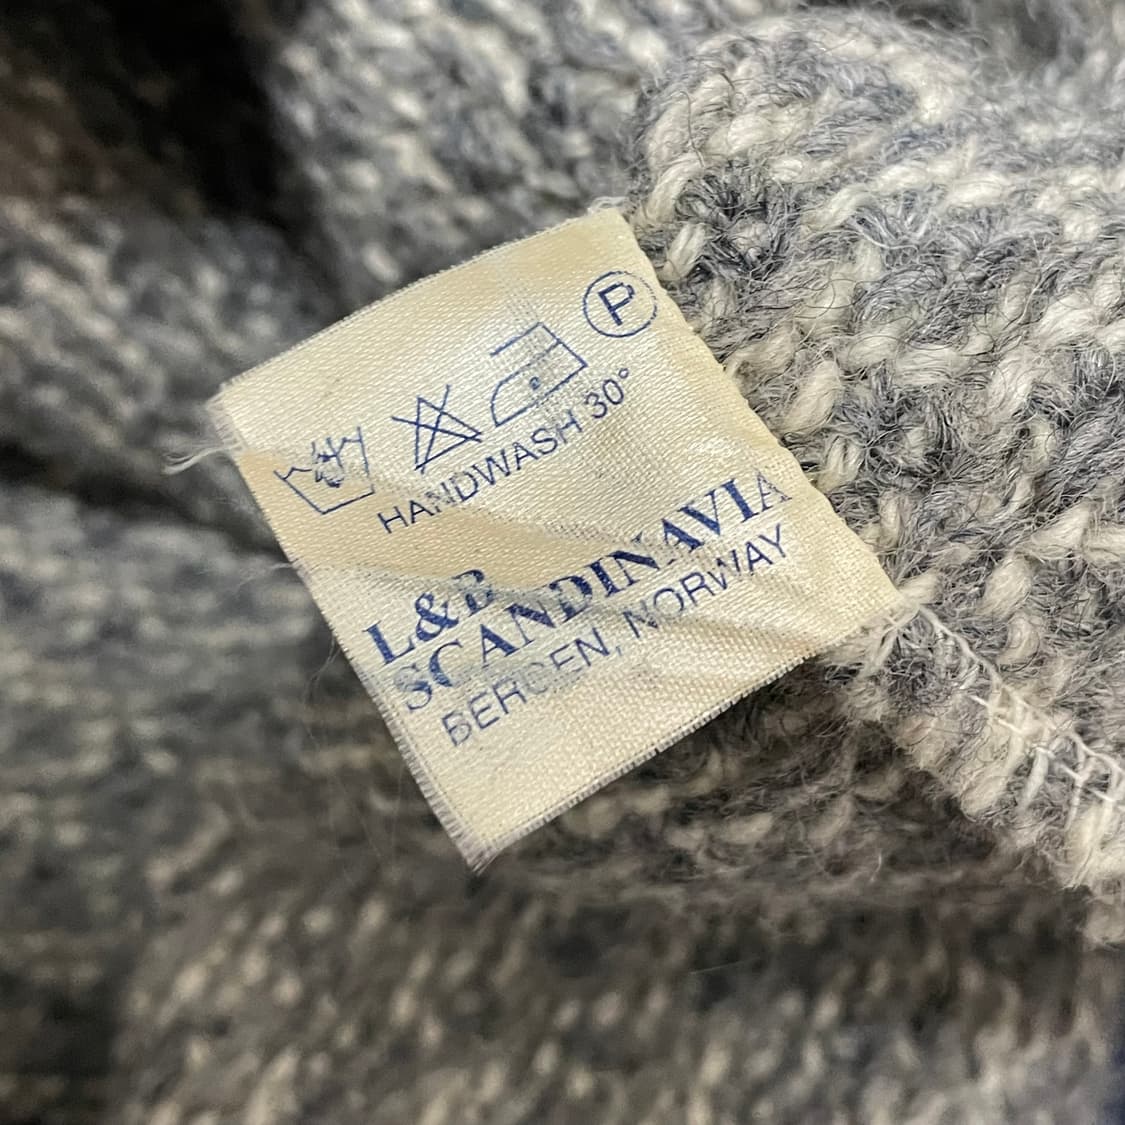 P
HANDWASH 30°
L&B
SCANDINAVIA
BERGEN, NORWAY